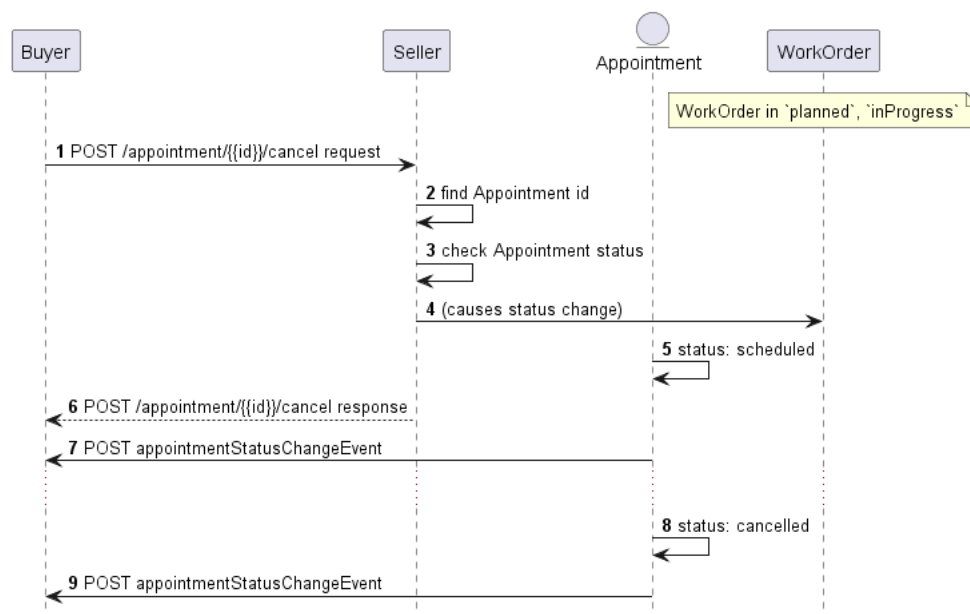 Buyer
Seller
Appointment
WorkOrder
WorkOrder in `planned`, `inProgress`
1 POST /appointment/{{id}}/cancel request
2 find Appointment id
3 check Appointment status
4 (causes status change)
5 status: scheduled
6 POST /appointment/{{id}}/cancel response
7 POST appointmentStatusChangeEvent
8 status: cancelled
9 POST appointmentStatusChangeEvent